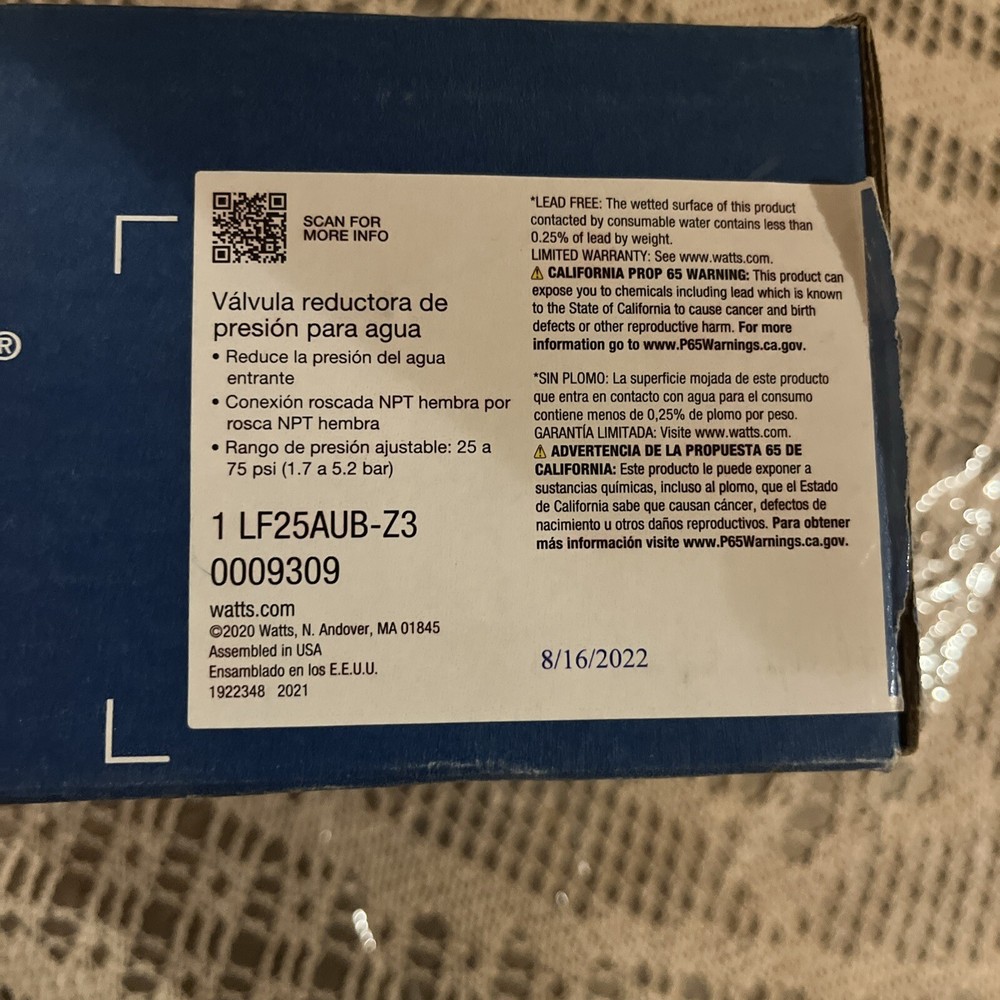 ®
SCAN FOR
MORE INFO
Válvula reductora de
presión para agua
• Reduce la presión del agua
entrante
• Conexión roscada NPT hembra por
rosca NPT hembra
• Rango de presión ajustable: 25 a
75 psi (1.7 a 5.2 bar)
1 LF25AUB-Z3
0009309
watts.com
©2020 Watts, N. Andover, MA 01845
Assembled in USA
Ensamblado en los E.E.U.U.
1922348 2021
*LEAD FREE: The wetted surface of this product
contacted by consumable water contains less than
0.25% of lead by weight.
LIMITED WARRANTY: See www.watts.com.
⚠ CALIFORNIA PROP 65 WARNING: This product can
expose you to chemicals including lead which is known
to the State of California to cause cancer and birth
defects or other reproductive harm. For more
information go to www.P65Warnings.ca.gov.
*SIN PLOMO: La superficie mojada de este producto
que entra en contacto con agua para el consumo
contiene menos de 0,25% de plomo por peso.
GARANTÍA LIMITADA: Visite www.watts.com.
⚠ ADVERTENCIA DE LA PROPUESTA 65 DE
CALIFORNIA: Este producto le puede exponer a
sustancias químicas, incluso al plomo, que el Estado
de California sabe que causan cáncer, defectos de
nacimiento u otros daños reproductivos. Para obtener
más información visite www.P65Warnings.ca.gov.
8/16/2022